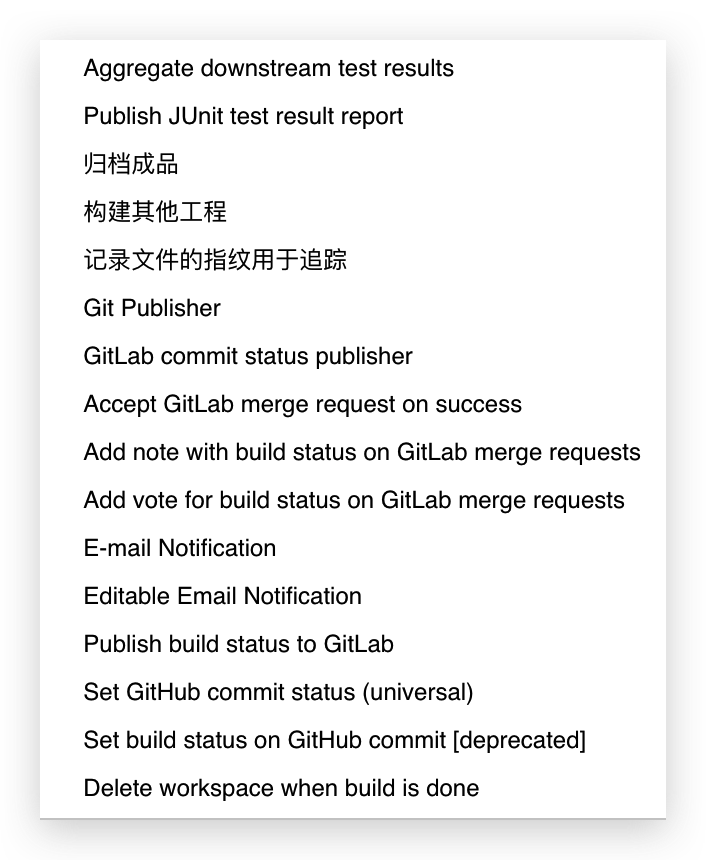 Aggregate downstream test results
Publish JUnit test result report
归档成品
构建其他工程
记录文件的指纹用于追踪
Git Publisher
GitLab commit status publisher
Accept GitLab merge request on success
Add note with build status on GitLab merge requests
Add vote for build status on GitLab merge requests
E-mail Notification
Editable Email Notification
Publish build status to GitLab
Set GitHub commit status (universal)
Set build status on GitHub commit [deprecated]
Delete workspace when build is done